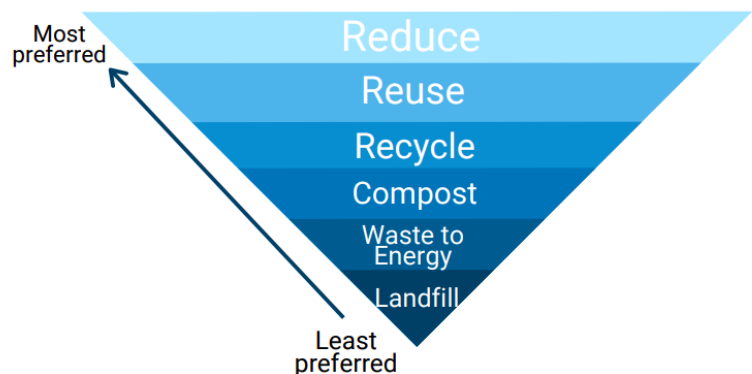 Most
preferred
Reduce
Reuse
Recycle
Compost
Waste to
Energy
Landfill
Least
preferred